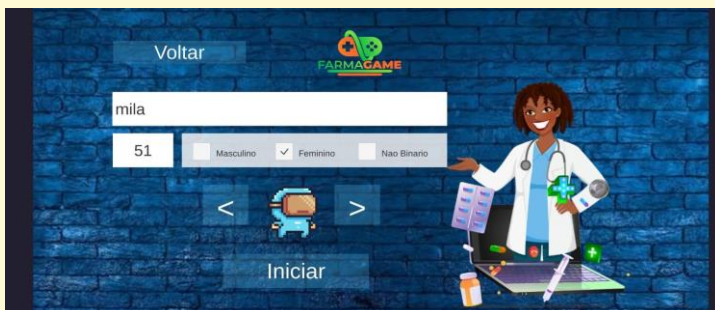 Voltar
FARMAGAME
mila
51
Masculino
Feminino
Nao Binario
< >
Iniciar